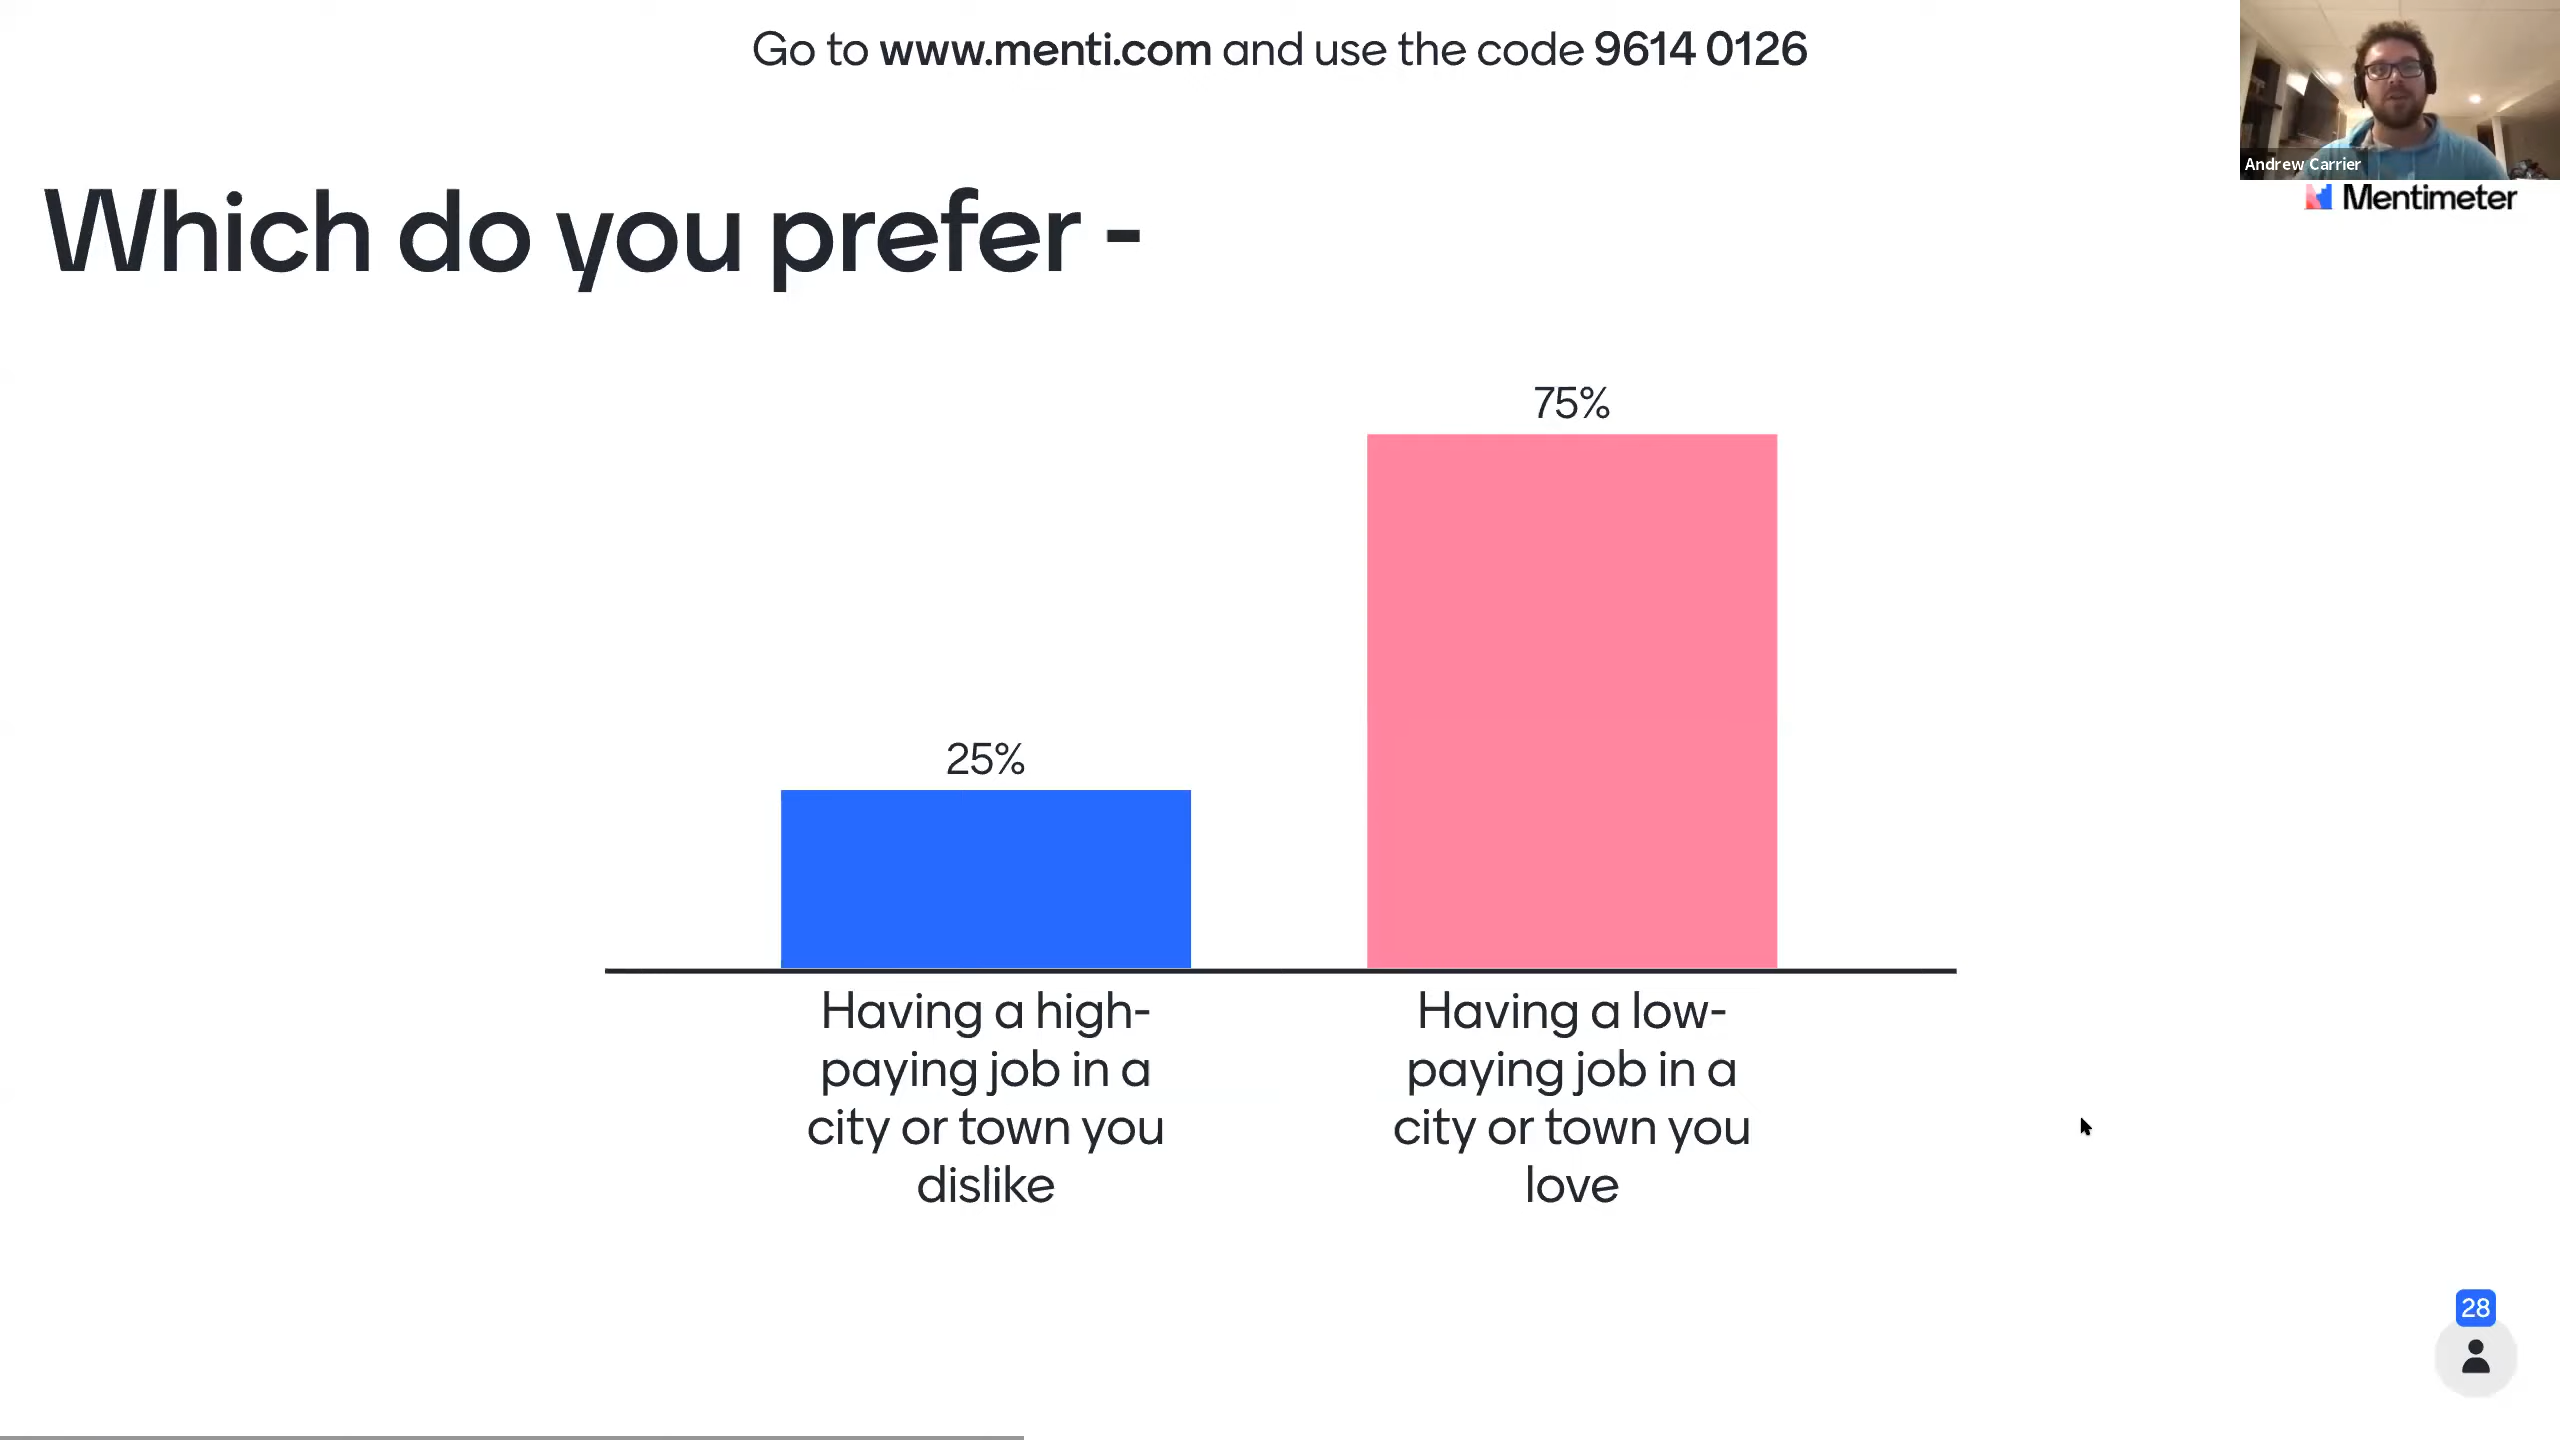 Go to www.menti.com and use the code 9614 0126
Andrew Carrier
Mentimeter
Which do you prefer -
75%
25%
Having a high-
paying job in a
city or town you
dislike
Having a low-
paying job in a
city or town you
love
28